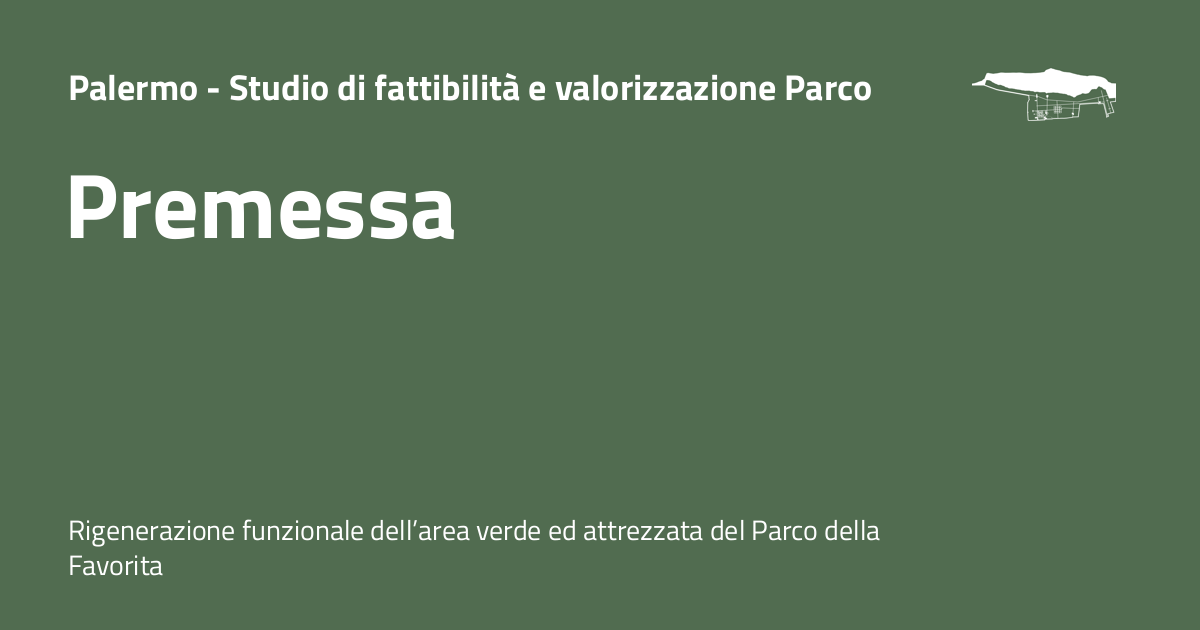 Palermo - Studio di fattibilità e valorizzazione Parco
Premessa
Rigenerazione funzionale dell’area verde ed attrezzata del Parco della
Favorita